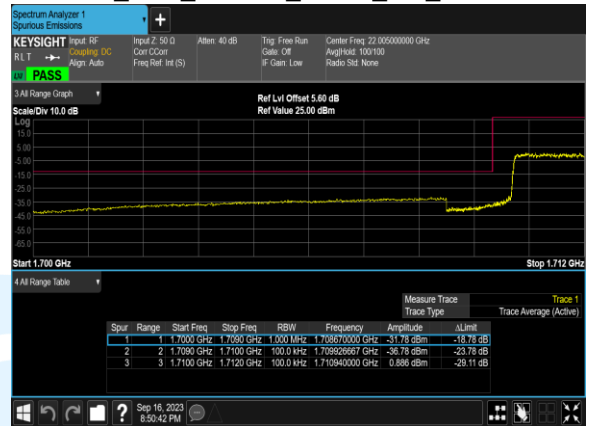 Spectrum Analyzer 1
Spurious Emissions
KEYSIGHT Input: RF Input Z: 50 Ω Atten: 40 dB Trig: Free Run Center Freq: 22.005000000 GHz
RLT Coupling: DC Corr CCorr Gate: Off Avg|Hold: 100/100
Align: Auto Freq Ref: Int (S) IF Gain: Low Radio Std: None
PASS
3 All Range Graph
Ref Lvl Offset 5.60 dB
Scale/Div 10.0 dB Ref Value 25.00 dBm
Log
15.0
5.00
-5.00
-15.0
-25.0
-35.0
-45.0
-55.0
-65.0
Start 1.700 GHz Stop 1.712 GHz
4 All Range Table
Measure Trace Trace 1
Trace Type Trace Average (Active)
Spur Range Start Freq Stop Freq RBW Frequency Amplitude ΔLimit
1 1 1.7000 GHz 1.7090 GHz 1.000 MHz 1.708670000 GHz -31.78 dBm -18.78 dB
2 2 1.7090 GHz 1.7100 GHz 100.0 kHz 1.709926667 GHz -36.78 dBm -23.78 dB
3 3 1.7100 GHz 1.7120 GHz 100.0 kHz 1.710940000 GHz 0.886 dBm -29.11 dB
Sep 16, 2023
8:50:42 PM